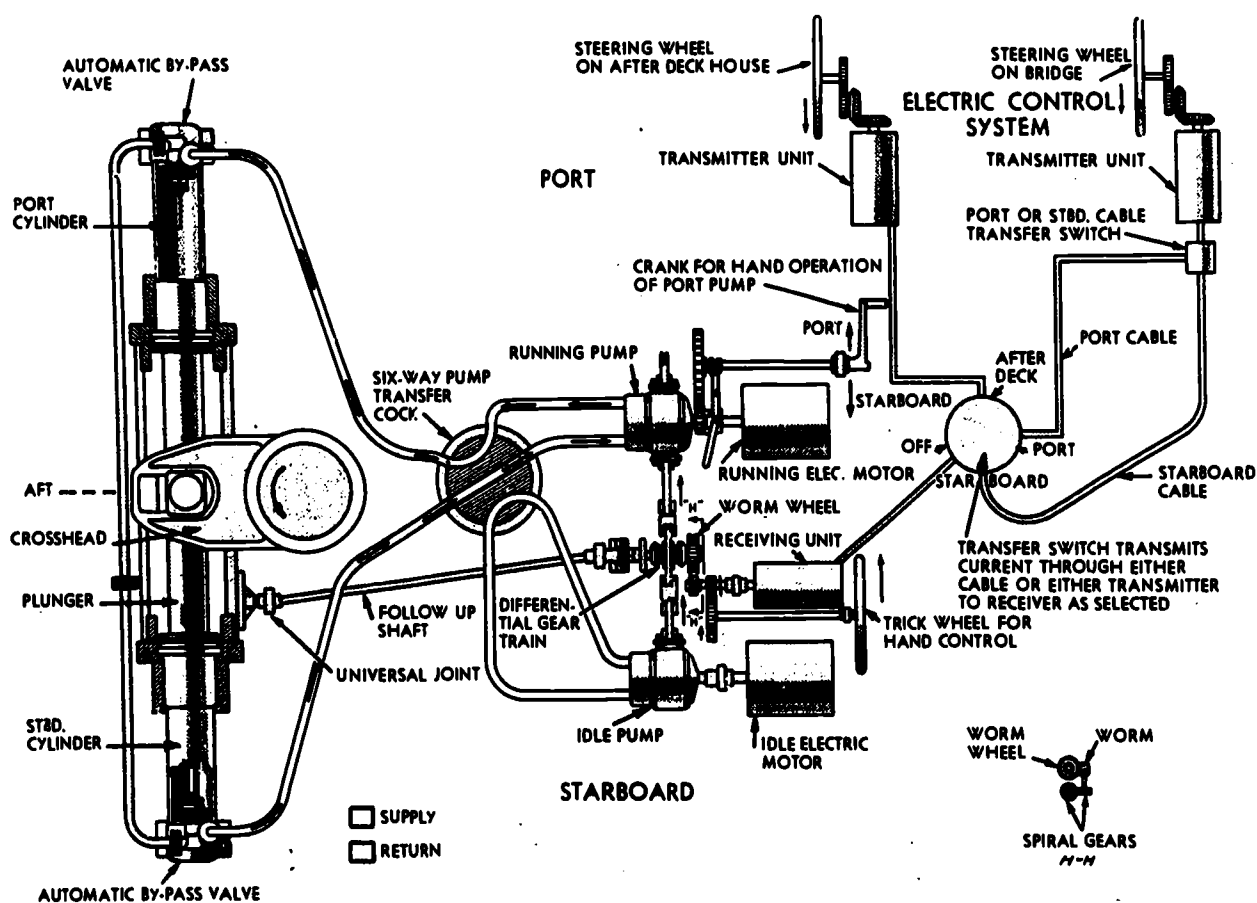 AUTOMATIC BY-PASS
VALVE
STEERING WHEEL
ON AFTER DECK HOUSE
STEERING WHEEL
ON BRIDGE
ELECTRIC CONTROL
SYSTEM
TRANSMITTER UNIT
TRANSMITTER UNIT
PORT
PORT
CYLINDER
PORT OR STBD. CABLE
TRANSFER SWITCH
CRANK FOR HAND OPERATION
OF PORT PUMP
PORT
PORT CABLE
RUNNING PUMP
SIX-WAY PUMP
TRANSFER
COCK
AFTER
DECK
STARBOARD
OFF
PORT
RUNNING ELEC. MOTOR
STARBOARD
STARBOARD
CABLE
AFT
"H"
WORM WHEEL
CROSSHEAD
RECEIVING UNIT
TRANSFER SWITCH TRANSMITS
CURRENT THROUGH EITHER
CABLE OR EITHER TRANSMITTER
TO RECEIVER AS SELECTED
PLUNGER
FOLLOW UP
SHAFT
DIFFEREN-
TIAL GEAR
TRAIN
"H"
TRICK WHEEL FOR
HAND CONTROL
UNIVERSAL JOINT
STBD.
CYLINDER
IDLE PUMP
IDLE ELECTRIC
MOTOR
WORM
WHEEL
WORM
STARBOARD
SUPPLY
RETURN
SPIRAL GEARS
H-H
AUTOMATIC BY-PASS VALVE